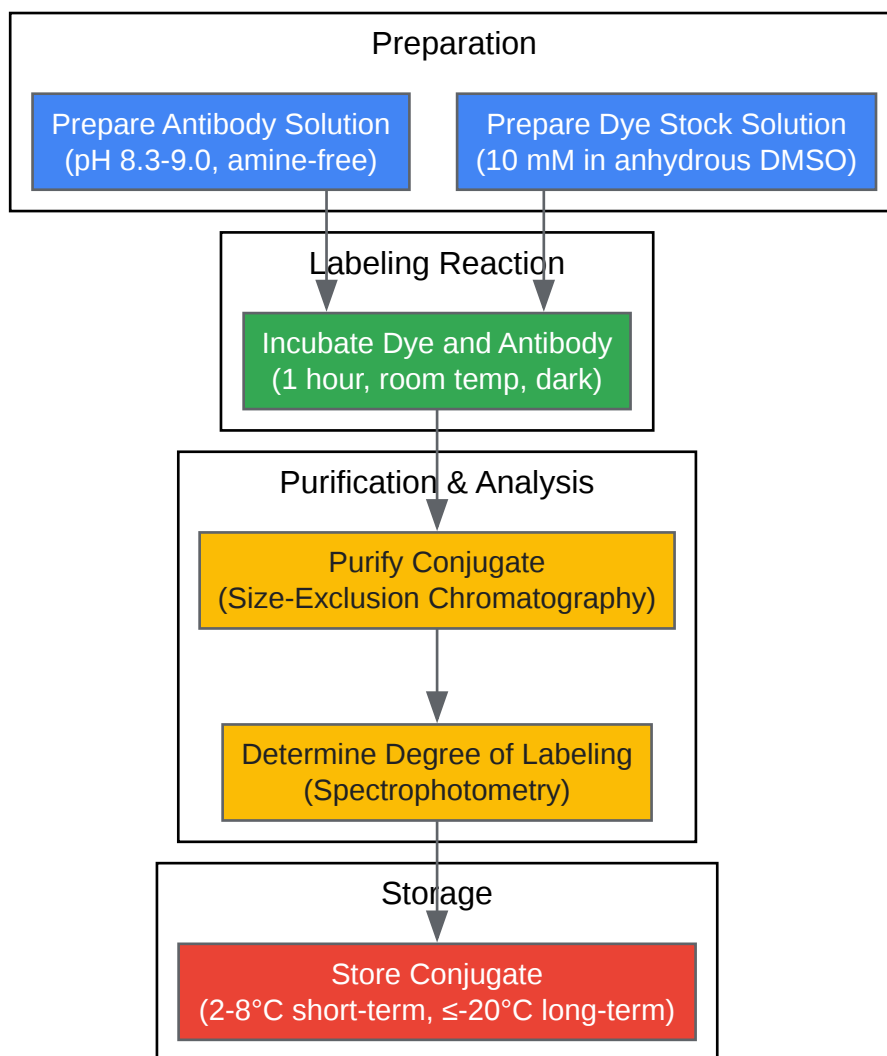 Preparation
Prepare Antibody Solution
(pH 8.3-9.0, amine-free)
Prepare Dye Stock Solution
(10 mM in anhydrous DMSO)
Labeling Reaction
Incubate Dye and Antibody
(1 hour, room temp, dark)
Purification & Analysis
Purify Conjugate
(Size-Exclusion Chromatography)
Determine Degree of Labeling
(Spectrophotometry)
Storage
Store Conjugate
(2-8°C short-term, ≤-20°C long-term)